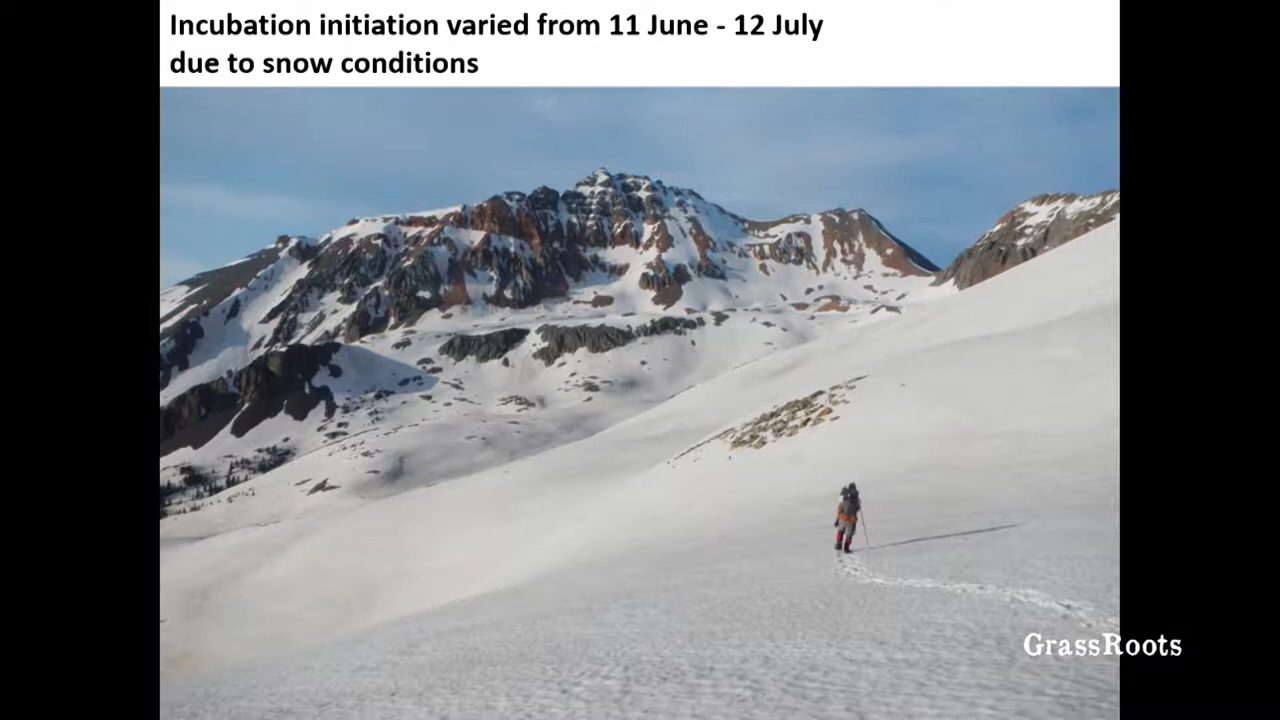 Incubation initiation varied from 11 June - 12 July
due to snow conditions
GrassRoots